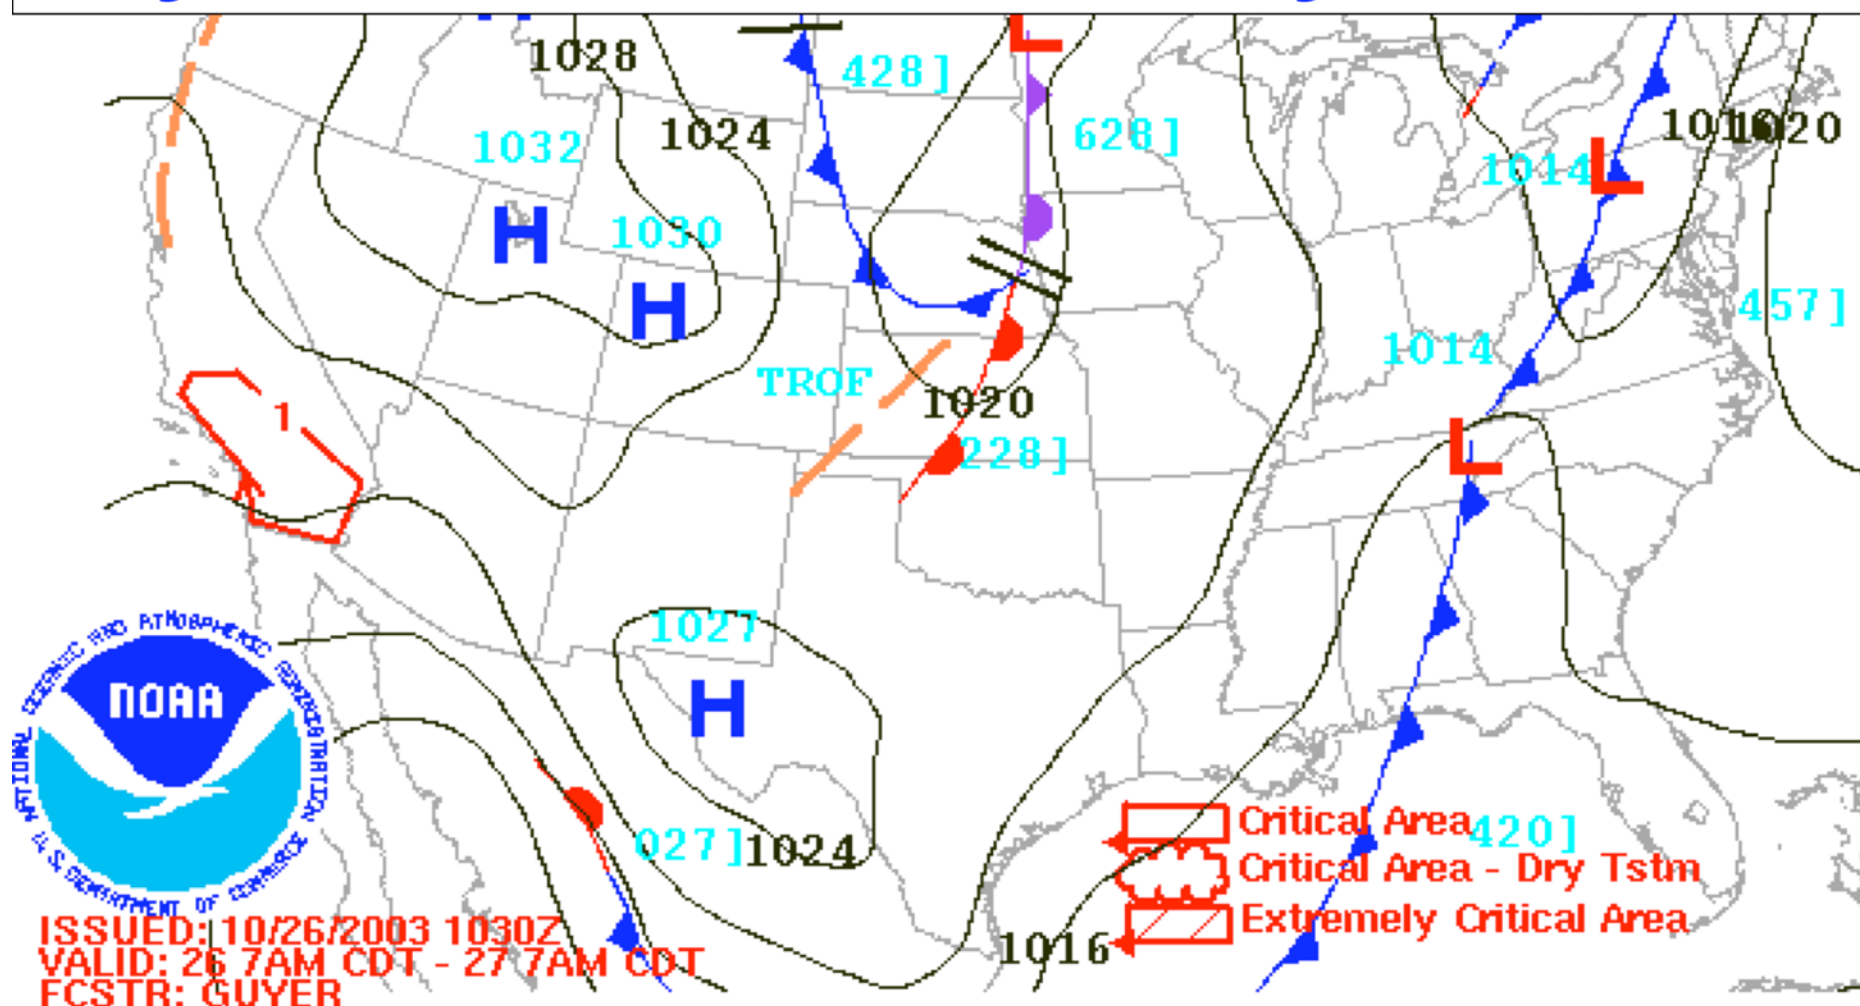 1028
428]
1024
1032
628]
1016
1020
1014
L
L
H
1030
H
457]
1014
TROF
1020
1
228]
L
1027
NATIONAL OCEANIC AND ATMOSPHERIC ADMINISTRATION
NOAA
U.S. DEPARTMENT OF COMMERCE
H
027]
1024
Critical Area
420]
Critical Area - Dry Tstm
Extremely Critical Area
1016
ISSUED: 10/26/2003 1030Z
VALID: 26 7AM CDT - 27 7AM CDT
FCSTR: GUYER